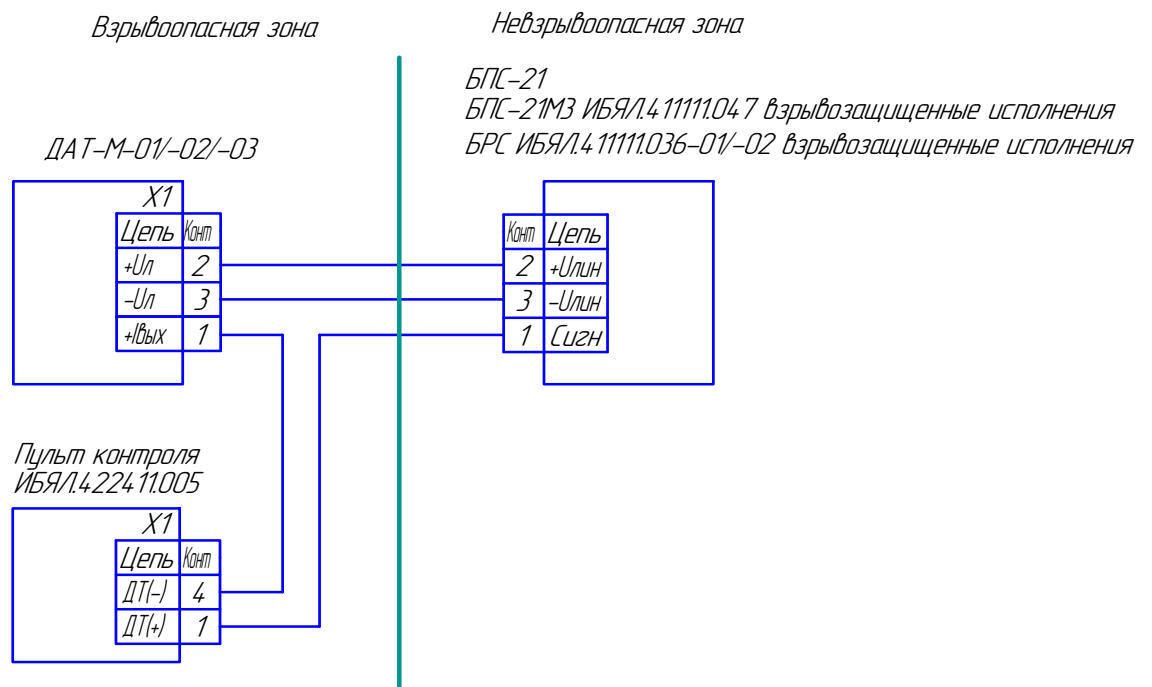 Взрывоопасная зона
Невзрывоопасная зона
БПС-21
БПС-21М3 ИБЯЛ.411111.047 взрывозащищенные исполнения
БРС ИБЯЛ.411111.036-01/-02 взрывозащищенные исполнения
ДАТ-М-01/-02/-03
X1
Цепь Конт
+Uл 2
-Uл 3
+Iвых 1
Конт Цепь
2 +Uлин
3 -Uлин
1 Сигн
Пульт контроля
ИБЯЛ.422411.005
X1
Цепь Конт
ДТ(-) 4
ДТ(+) 1